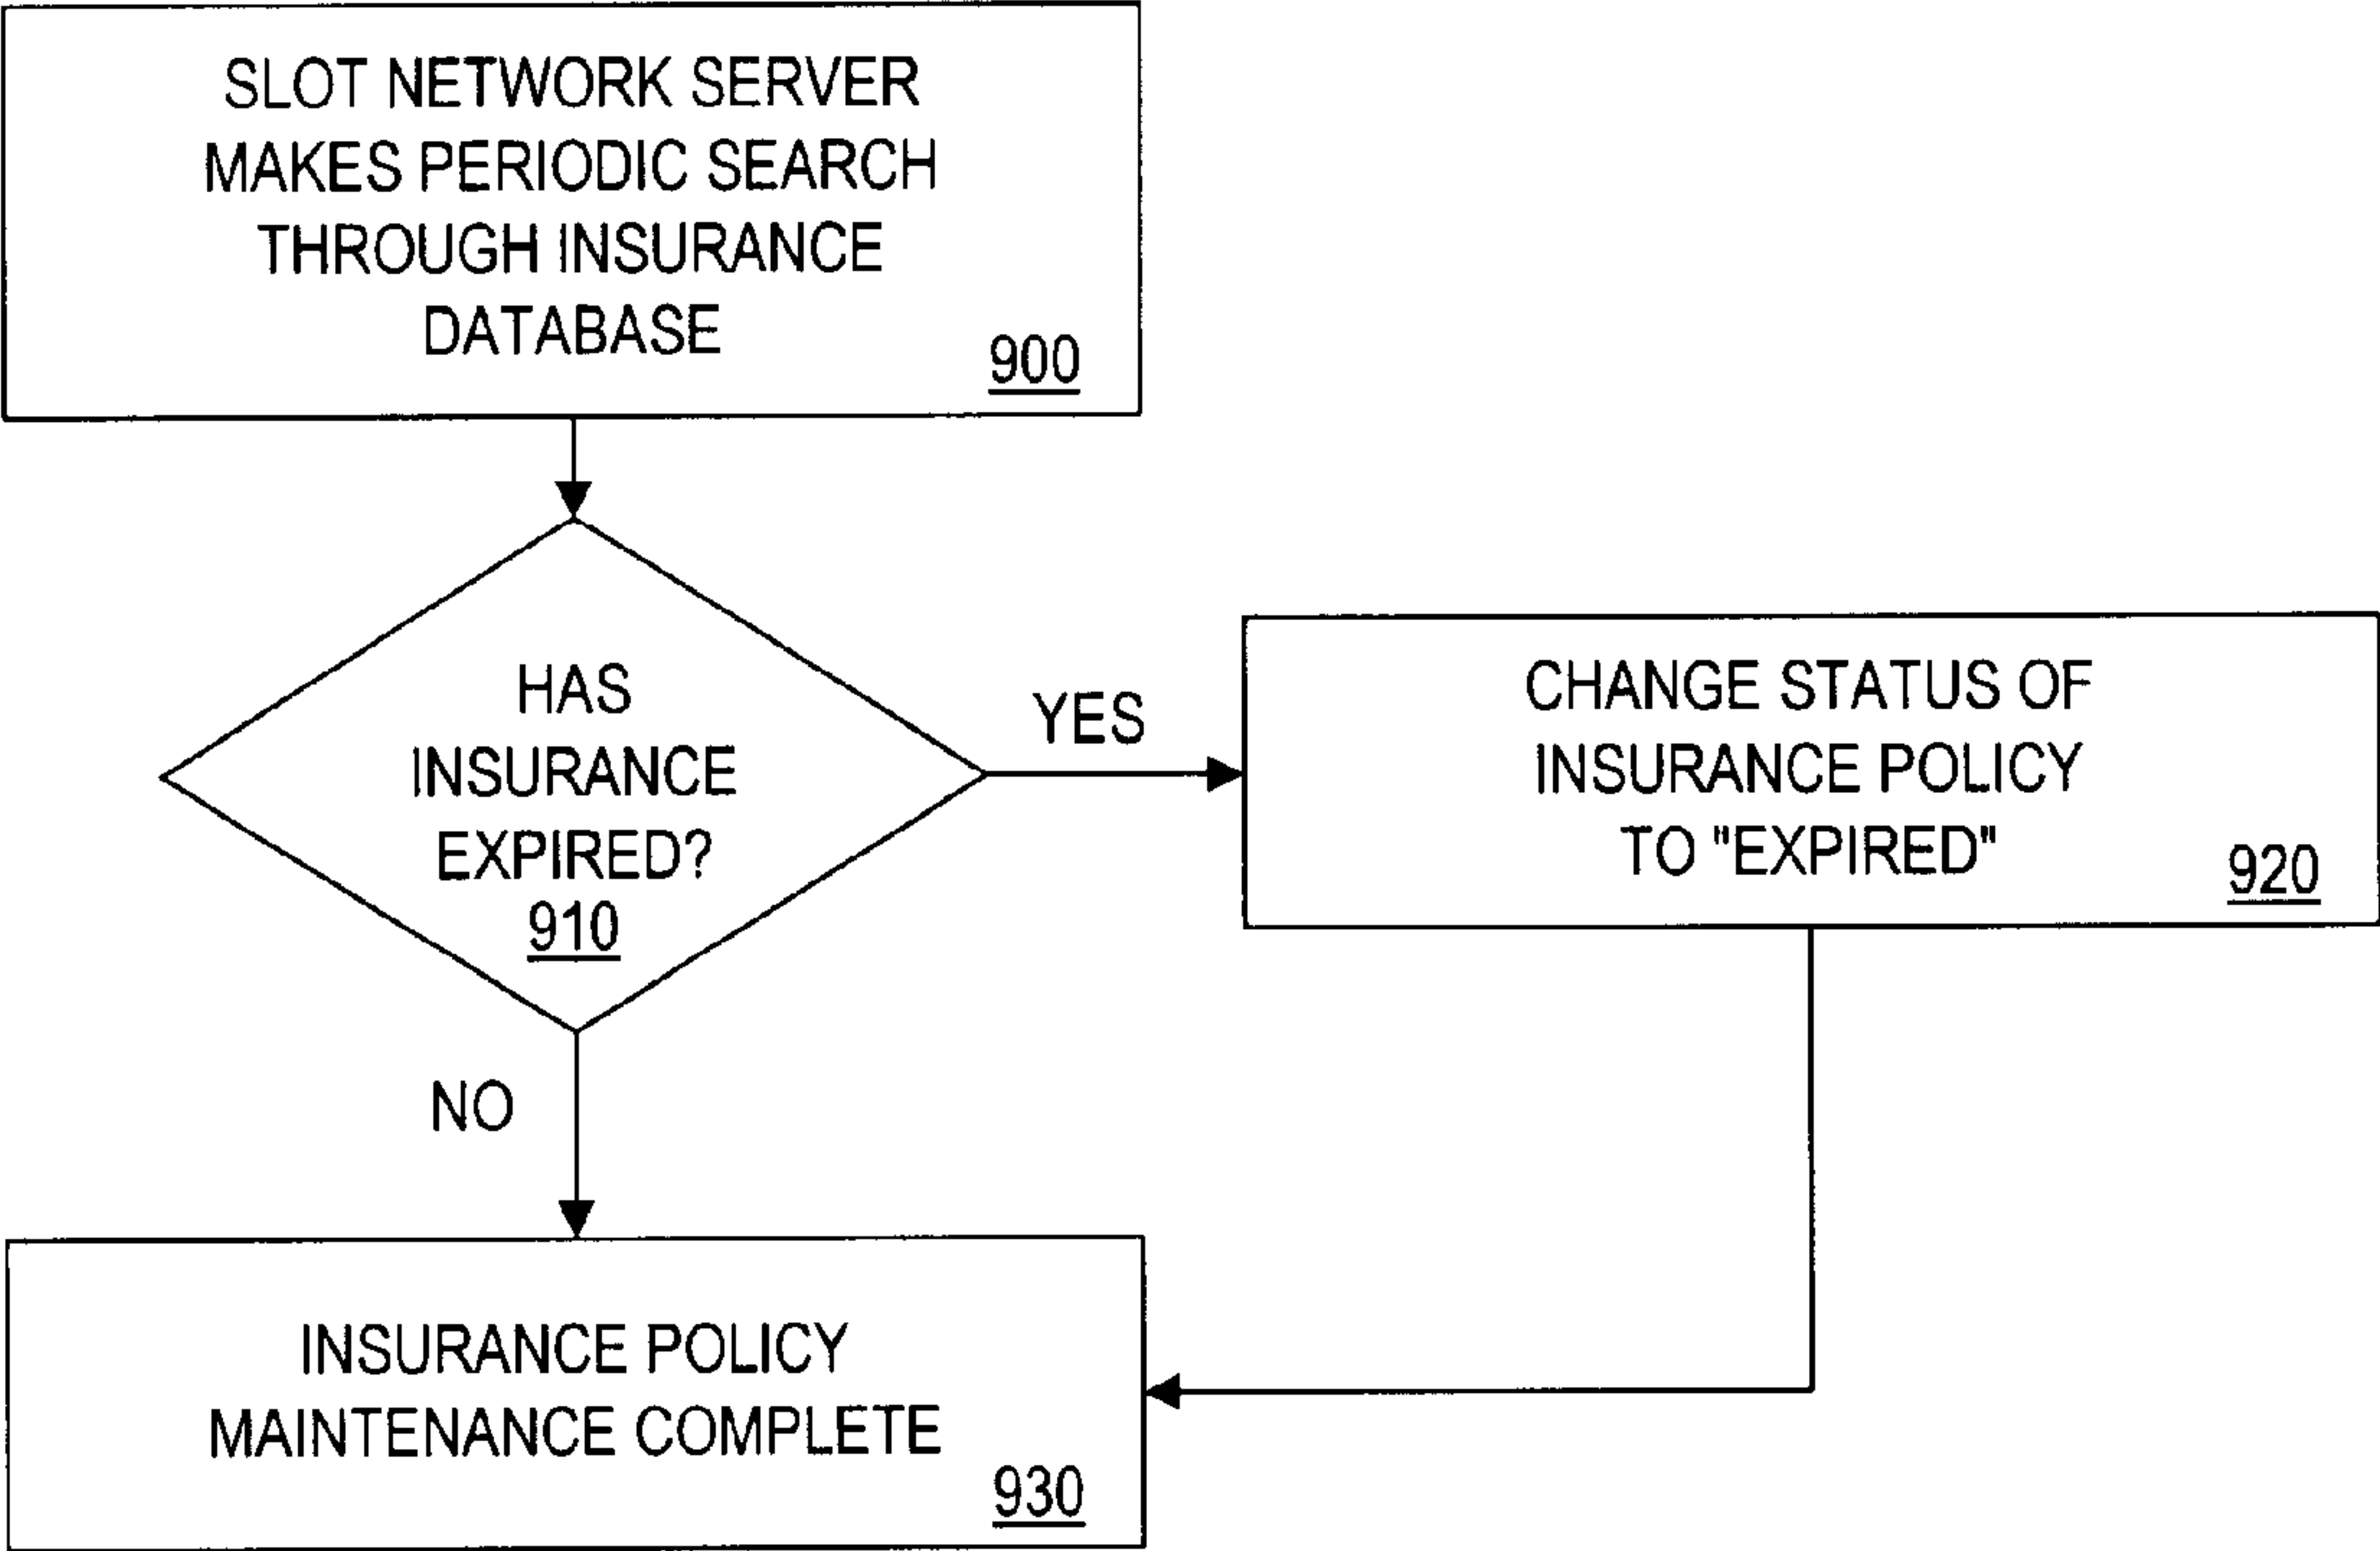 SLOT NETWORK SERVER
MAKES PERIODIC SEARCH
THROUGH INSURANCE
DATABASE
900
HAS
INSURANCE
EXPIRED?
910
YES
CHANGE STATUS OF
INSURANCE POLICY
TO "EXPIRED"
920
NO
INSURANCE POLICY
MAINTENANCE COMPLETE
930